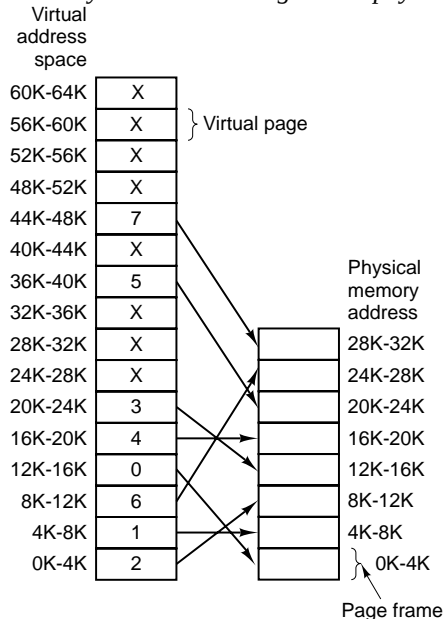 Virtual
address
space
60K-64K X
56K-60K X } Virtual page
52K-56K X
48K-52K X
44K-48K 7
40K-44K X
36K-40K 5
32K-36K X
28K-32K X
24K-28K X
20K-24K 3
16K-20K 4
12K-16K 0
8K-12K 6
4K-8K 1
0K-4K 2
Physical
memory
address
28K-32K
24K-28K
20K-24K
16K-20K
12K-16K
8K-12K
4K-8K
0K-4K
Page frame